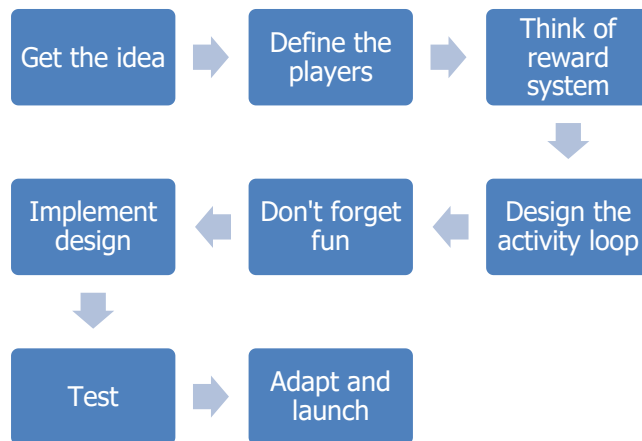 Get the idea
Define the
players
Think of
reward
system
Design the
activity loop
Don't forget
fun
Implement
design
Test
Adapt and
launch